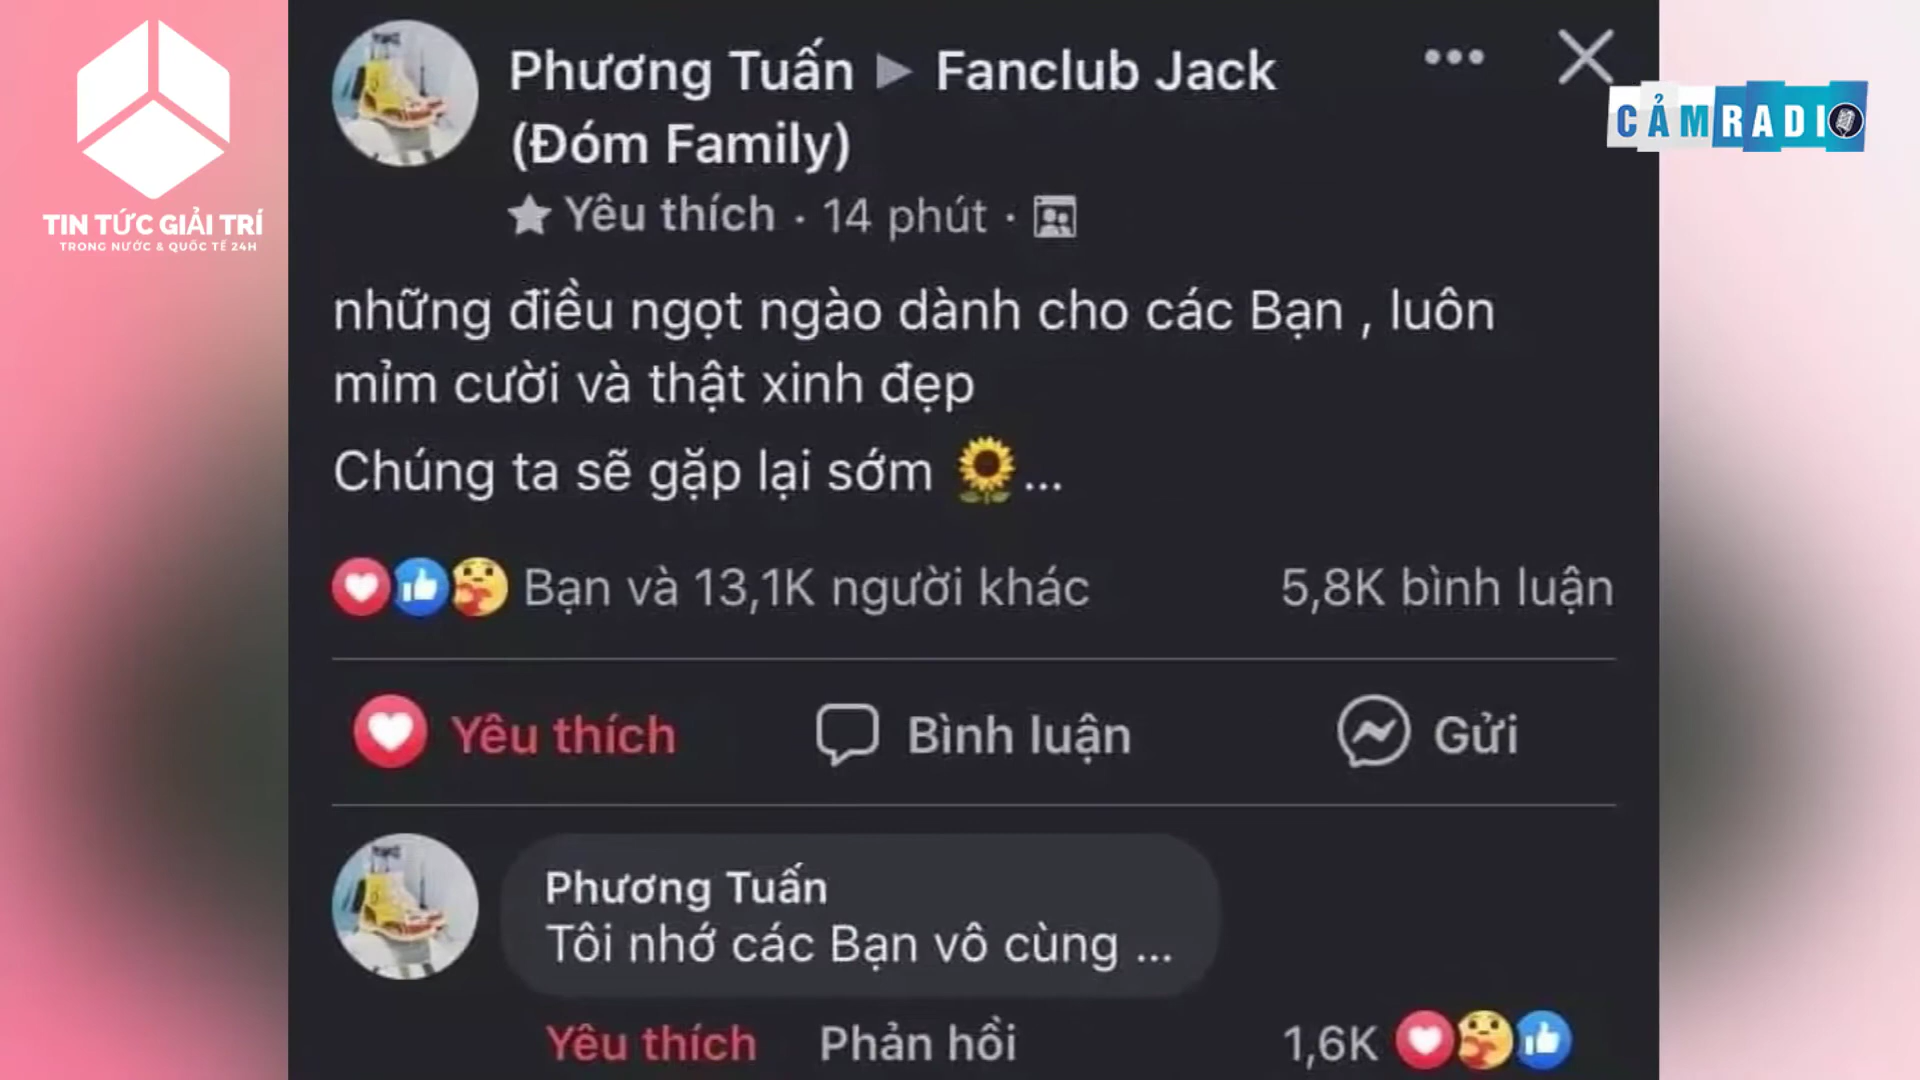 TIN TỨC GIẢI TRÍ
TRONG NƯỚC & QUỐC TẾ 24H
CẢM RADIO
Phương Tuấn ▶ Fanclub Jack
(Đóm Family)
Yêu thích · 14 phút ·
những điều ngọt ngào dành cho các Bạn , luôn
mỉm cười và thật xinh đẹp
Chúng ta sẽ gặp lại sớm 🌻...
Bạn và 13,1K người khác 5,8K bình luận
Yêu thích Bình luận Gửi
Phương Tuấn
Tôi nhớ các Bạn vô cùng ...
Yêu thích Phản hồi 1,6K